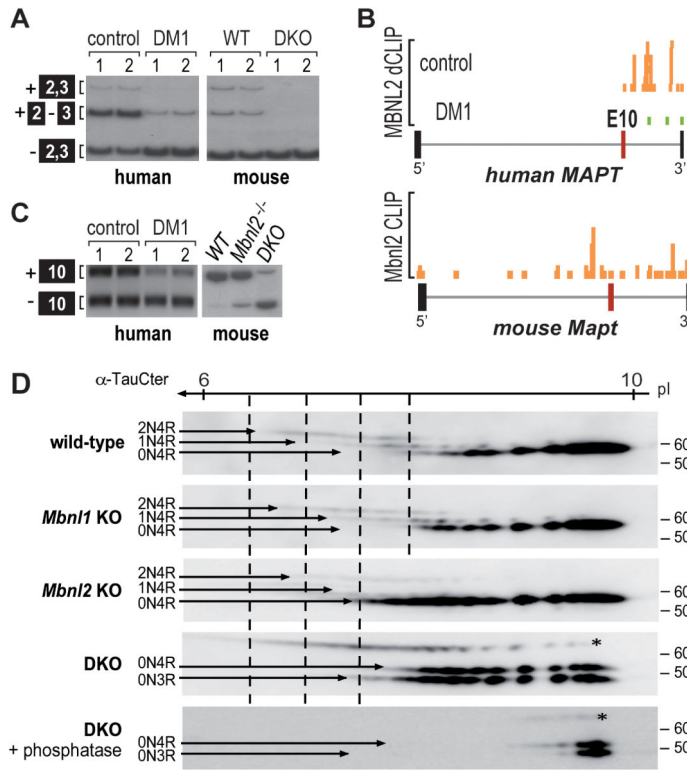 A
control DM1 WT DKO
1 2 1 2 1 2 1 2
+ 2,3
+ 2 - 3
- 2,3
human mouse
B
MBNL2 dCLIP
control
DM1
E10
5' 3'
human MAPT
Mbnl2 CLIP
5' 3'
mouse Mapt
C
control DM1 WT Mbnl2-/- DKO
1 2 1 2
+ 10
- 10
human mouse
D
α-TauCter 6 10 pI
wild-type
2N4R
1N4R
0N4R
- 60
- 50
Mbnl1 KO
2N4R
1N4R
0N4R
- 60
- 50
Mbnl2 KO
2N4R
1N4R
0N4R
- 60
- 50
DKO
0N4R
0N3R
*
- 60
- 50
DKO
+ phosphatase
0N4R
0N3R
*
- 60
- 50